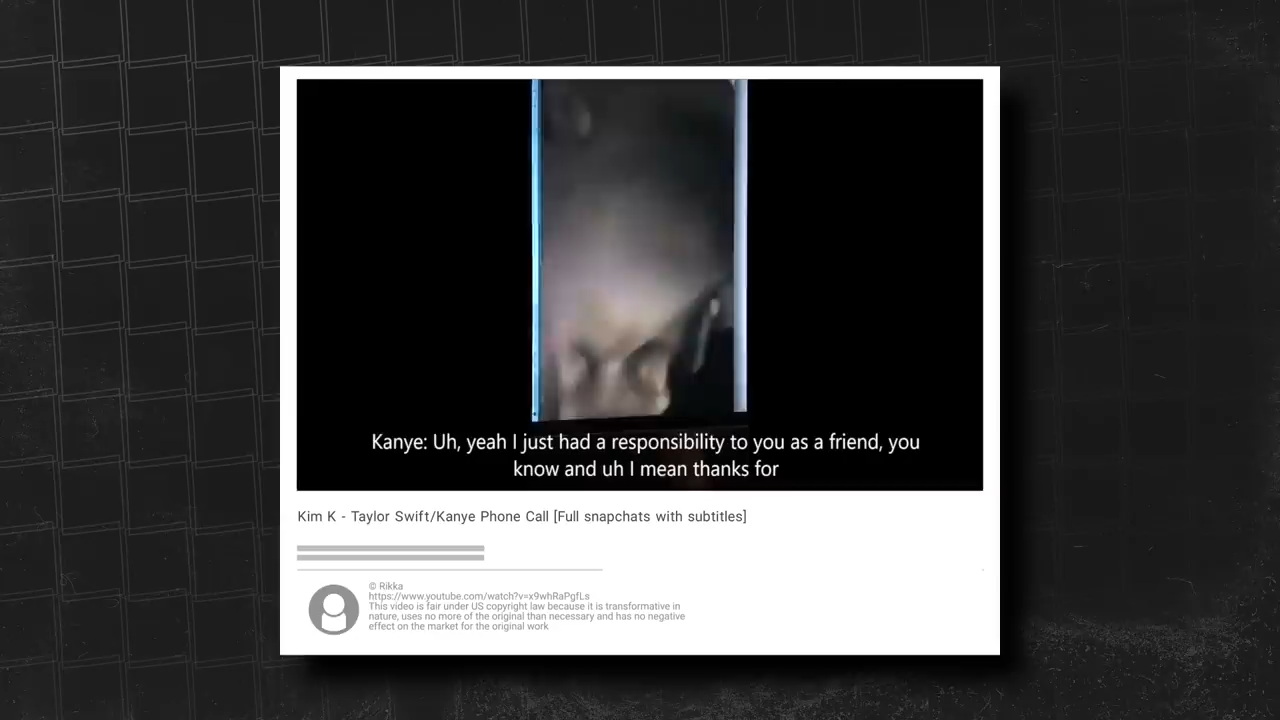 Kanye: Uh, yeah I just had a responsibility to you as a friend, you
know and uh I mean thanks for
Kim K - Taylor Swift/Kanye Phone Call [Full snapchats with subtitles]
© Rikka
https://www.youtube.com/watch?v=x9whRaPgfLs
This video is fair under US copyright law because it is transformative in
nature, uses no more of the original than necessary and has no negative
effect on the market for the original work